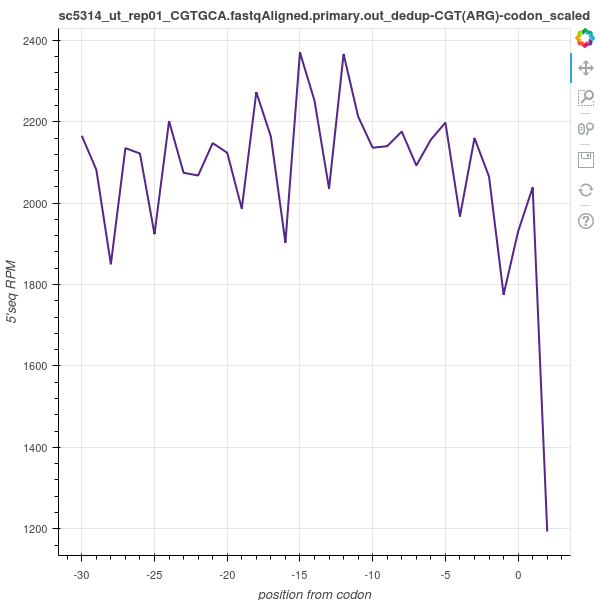 sc5314_ut_rep01_CGTGCA.fastqAligned.primary.out_dedup-CGT(ARG)-codon_scaled
2400
2200
2000
1800
1600
1400
1200
5'seq RPM
-30 -25 -20 -15 -10 -5 0
position from codon